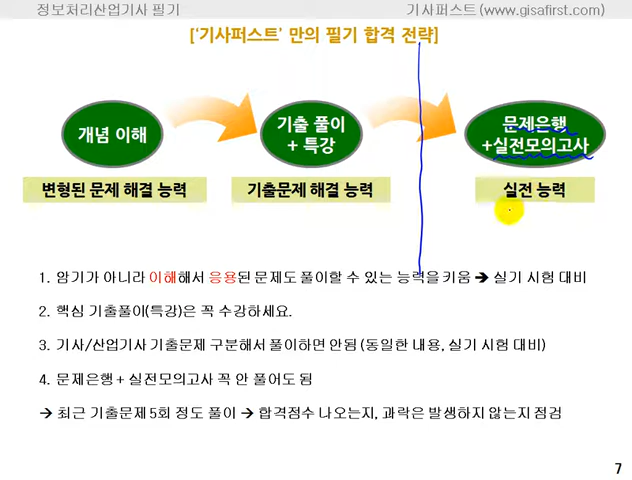 정보처리산업기사 필기
기사퍼스트 (www.gisafirst.com)
['기사퍼스트' 만의 필기 합격 전략]
개념 이해
기출 풀이
+ 특강
문제은행
+실전모의고사
변형된 문제 해결 능력
기출문제 해결 능력
실전 능력
1. 암기가 아니라 이해해서 응용된 문제도 풀이할 수 있는 능력을 키움 → 실기 시험 대비
2. 핵심 기출풀이(특강)은 꼭 수강하세요.
3. 기사/산업기사 기출문제 구분해서 풀이하면 안됨 (동일한 내용, 실기 시험 대비)
4. 문제은행 + 실전모의고사 꼭 안 풀어도 됨
→ 최근 기출문제 5회 정도 풀이 → 합격점수 나오는지, 과락은 발생하지 않는지 점검
7